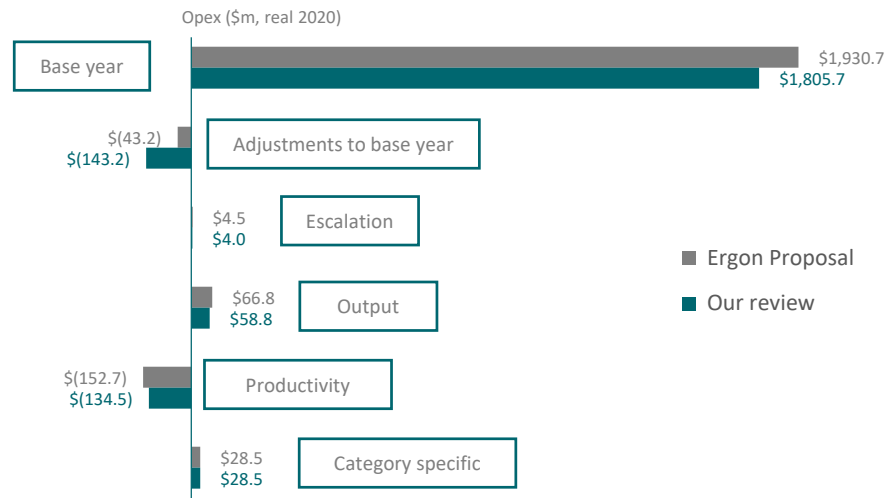 Opex ($m, real 2020)
Base year
$1,930.7
$1,805.7
$(43.2)
$(143.2)
Adjustments to base year
$4.5
$4.0
Escalation
Ergon Proposal
$66.8
$58.8
Output
Our review
$(152.7)
$(134.5)
Productivity
$28.5
$28.5
Category specific